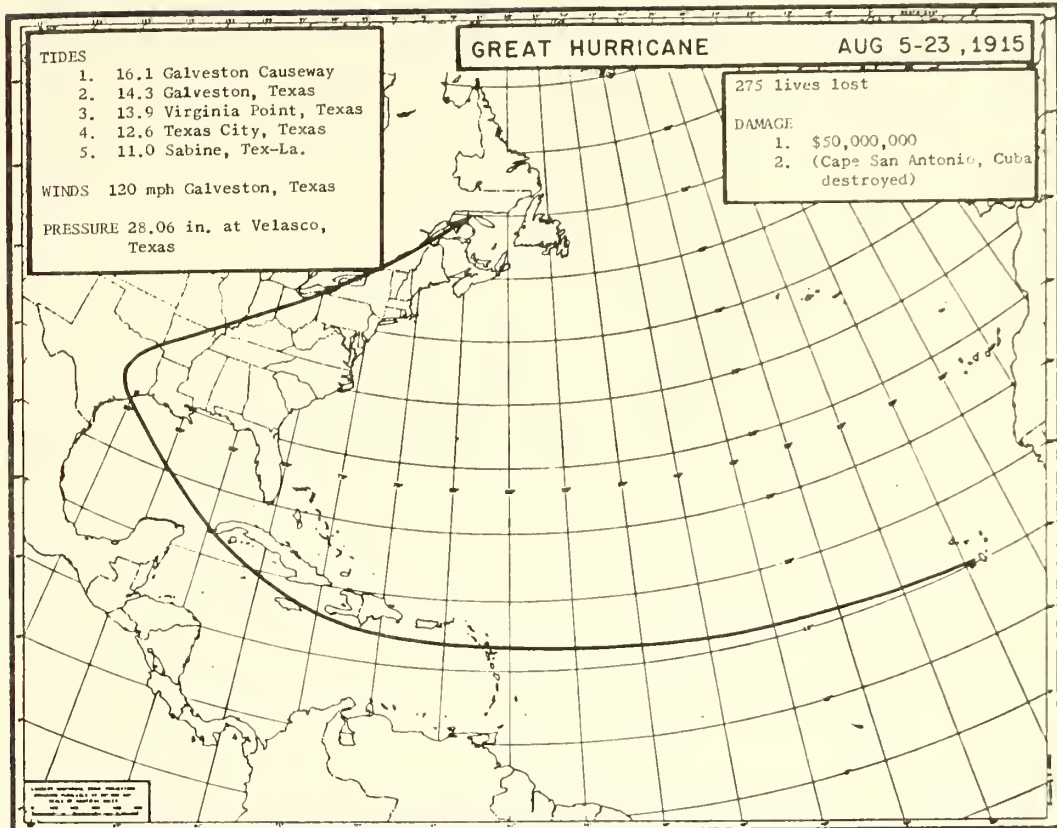 GREAT HURRICANE AUG 5-23, 1915
TIDES
1. 16.1 Galveston Causeway
2. 14.3 Galveston, Texas
3. 13.9 Virginia Point, Texas
4. 12.6 Texas City, Texas
5. 11.0 Sabine, Tex-La.
WINDS 120 mph Galveston, Texas
PRESSURE 28.06 in. at Velasco,
Texas
275 lives lost
DAMAGE
1. $50,000,000
2. (Cape San Antonio, Cuba
destroyed)